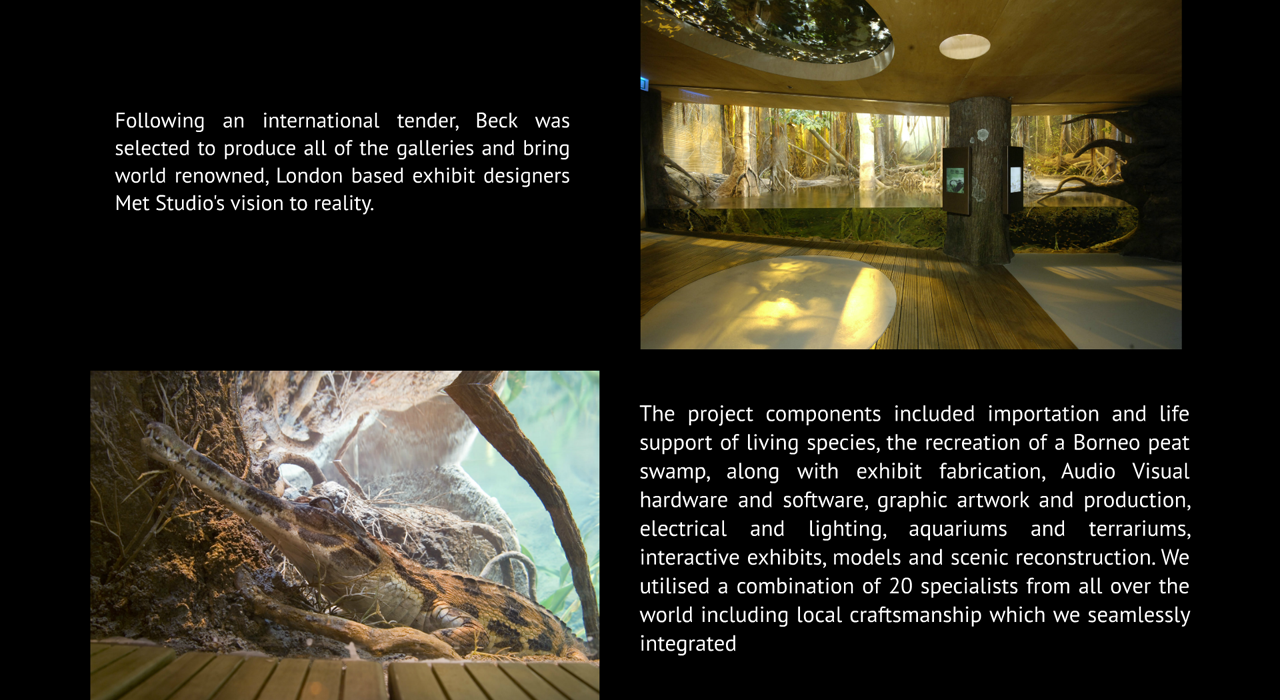 Following an international tender, Beck was
selected to produce all of the galleries and bring
world renowned, London based exhibit designers
Met Studio's vision to reality.
The project components included importation and life
support of living species, the recreation of a Borneo peat
swamp, along with exhibit fabrication, Audio Visual
hardware and software, graphic artwork and production,
electrical and lighting, aquariums and terrariums,
interactive exhibits, models and scenic reconstruction. We
utilised a combination of 20 specialists from all over the
world including local craftsmanship which we seamlessly
integrated